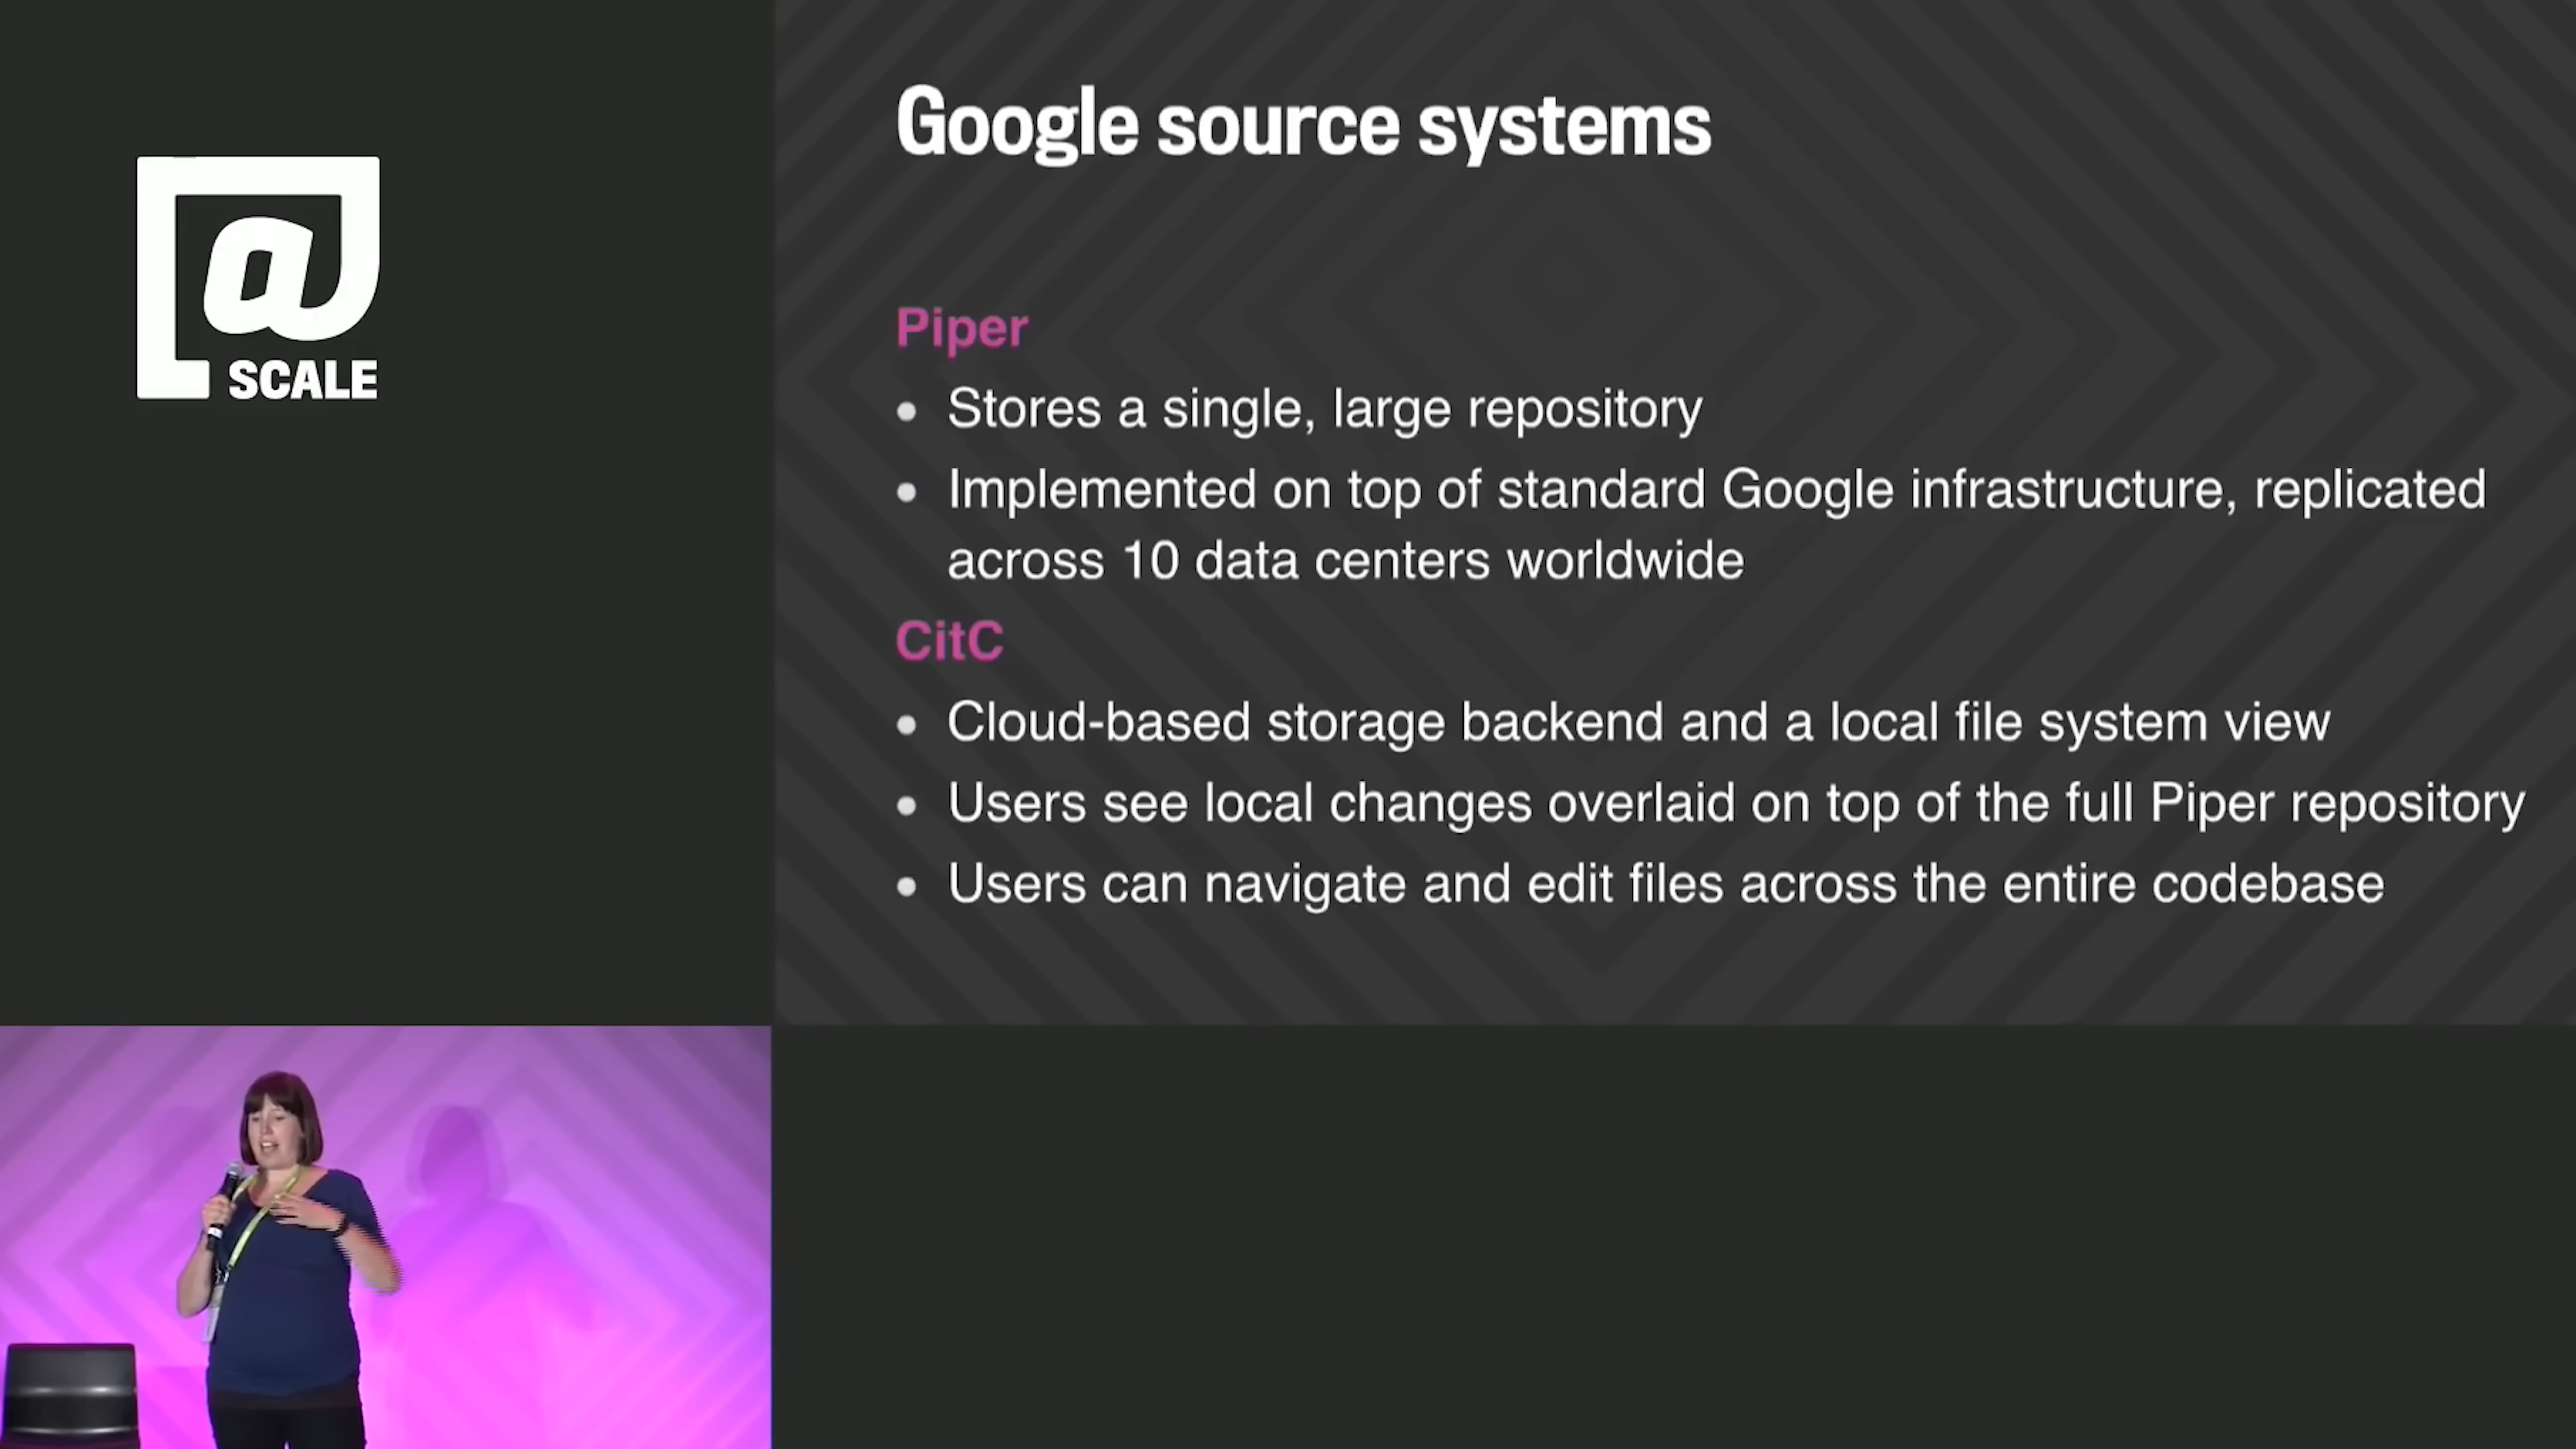 @
SCALE
Google source systems
Piper
• Stores a single, large repository
• Implemented on top of standard Google infrastructure, replicated
across 10 data centers worldwide
CitC
• Cloud-based storage backend and a local file system view
• Users see local changes overlaid on top of the full Piper repository
• Users can navigate and edit files across the entire codebase